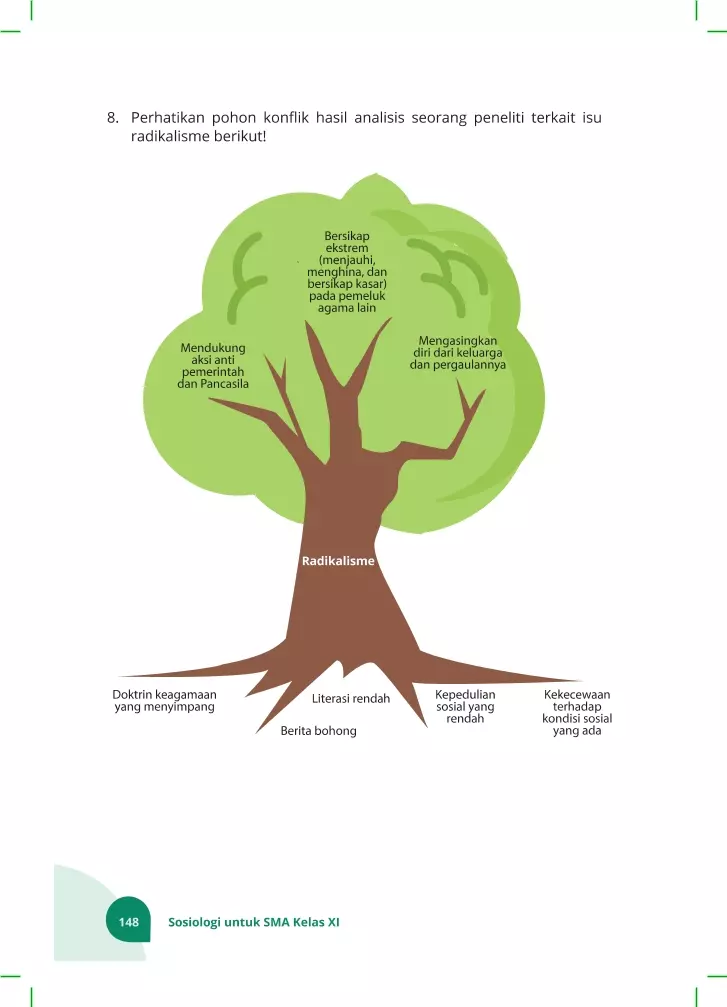 8. Perhatikan pohon konflik hasil analisis seorang peneliti terkait isu
radikalisme berikut!
Bersikap
ekstrem
(menjauhi,
menghina, dan
bersikap kasar)
pada pemeluk
agama lain
Mendukung
aksi anti
pemerintah
dan Pancasila
Mengasingkan
diri dari keluarga
dan pergaulannya
Radikalisme
Doktrin keagamaan
yang menyimpang
Berita bohong
Literasi rendah
Kepedulian
sosial yang
rendah
Kekecewaan
terhadap
kondisi sosial
yang ada
148 Sosiologi untuk SMA Kelas XI